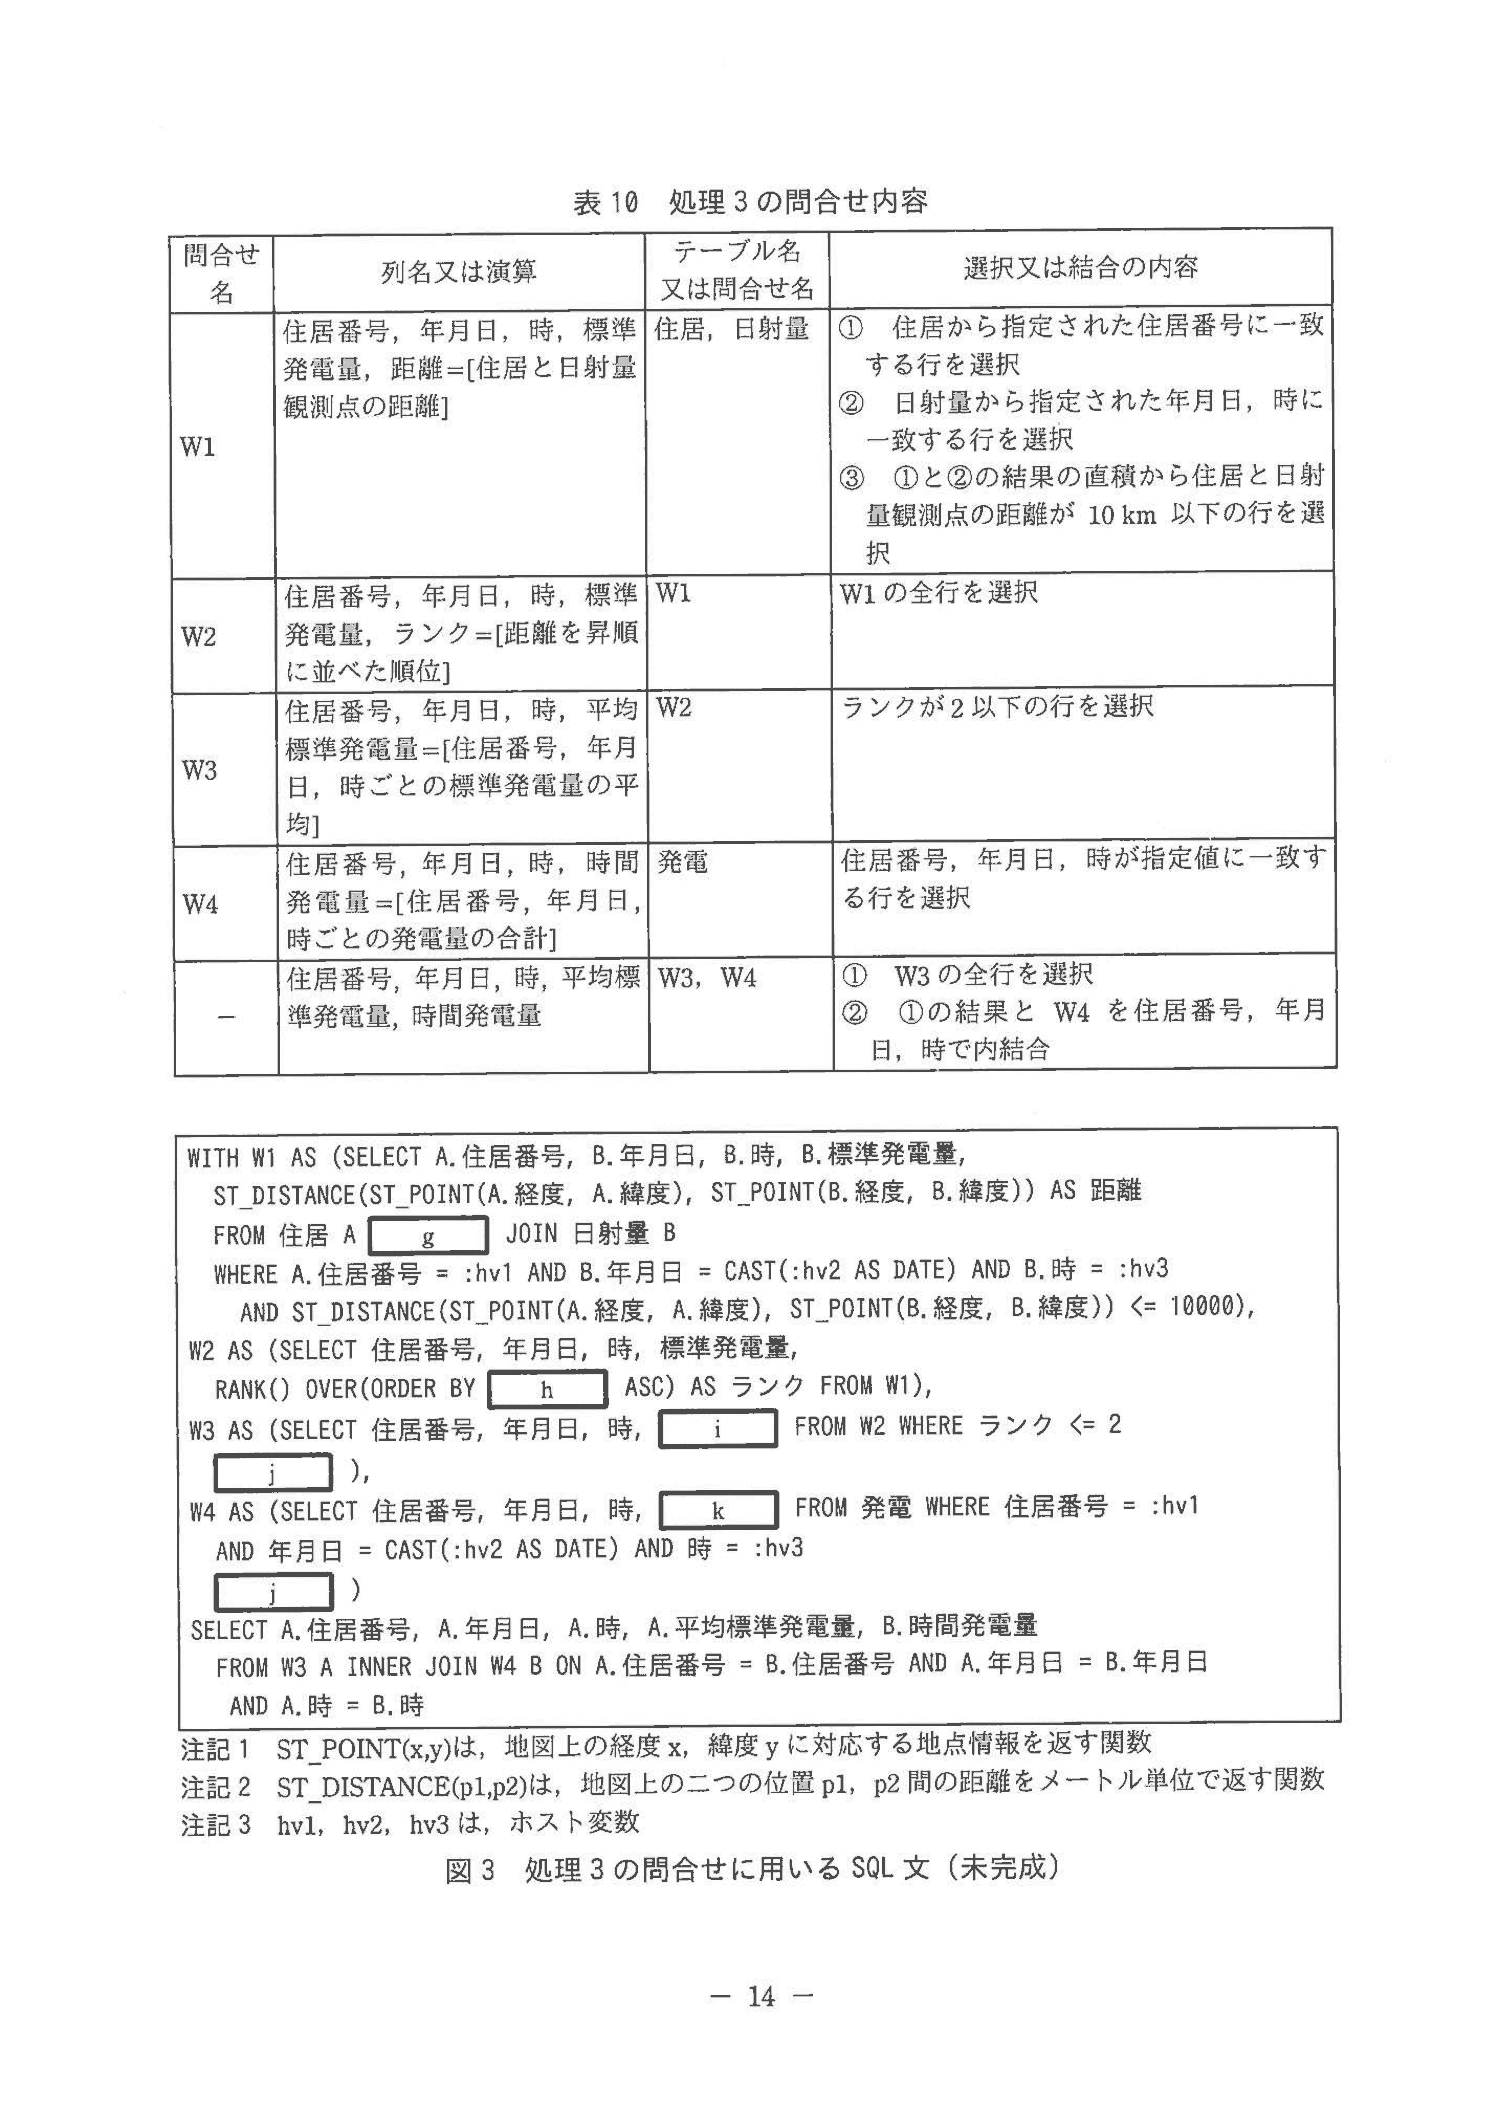 表 10　処理 3 の問合せ内容
問合せ名
列名又は演算
テーブル名
又は問合せ名
選択又は結合の内容
W1
住居番号，年月日，時，標準
発電量，距離=[住居と日射量
観測点の距離]
住居，日射量
①　住居から指定された住居番号に一致
する行を選択
②　日射量から指定された年月日，時に
一致する行を選択
③　①と②の結果の直積から住居と日射
量観測点の距離が 10 km 以下の行を選
択
W2
住居番号，年月日，時，標準
発電量，ランク=[距離を昇順
に並べた順位]
W1
W1 の全行を選択
W3
住居番号，年月日，時，平均
標準発電量=[住居番号，年月
日，時ごとの標準発電量の平
均]
W2
ランクが 2 以下の行を選択
W4
住居番号，年月日，時，時間
発電量=[住居番号，年月日，
時ごとの発電量の合計]
発電
住居番号，年月日，時が指定値に一致す
る行を選択
－
住居番号，年月日，時，平均標
準発電量，時間発電量
W3，W4
①　W3 の全行を選択
②　①の結果と W4 を住居番号，年月
日，時で内結合
WITH W1 AS (SELECT A.住居番号, B.年月日, B.時, B.標準発電量,
ST_DISTANCE(ST_POINT(A.経度, A.緯度), ST_POINT(B.経度, B.緯度)) AS 距離
FROM 住居 A g JOIN 日射量 B
WHERE A.住居番号 = :hv1 AND B.年月日 = CAST(:hv2 AS DATE) AND B.時 = :hv3
AND ST_DISTANCE(ST_POINT(A.経度, A.緯度), ST_POINT(B.経度, B.緯度)) <= 10000),
W2 AS (SELECT 住居番号, 年月日, 時, 標準発電量,
RANK() OVER(ORDER BY h ASC) AS ランク FROM W1),
W3 AS (SELECT 住居番号, 年月日, 時, i FROM W2 WHERE ランク <= 2
j ),
W4 AS (SELECT 住居番号, 年月日, 時, k FROM 発電 WHERE 住居番号 = :hv1
AND 年月日 = CAST(:hv2 AS DATE) AND 時 = :hv3
j )
SELECT A.住居番号, A.年月日, A.時, A.平均標準発電量, B.時間発電量
FROM W3 A INNER JOIN W4 B ON A.住居番号 = B.住居番号 AND A.年月日 = B.年月日
AND A.時 = B.時
注記 1　ST_POINT(x,y)は，地図上の経度 x，緯度 y に対応する地点情報を返す関数
注記 2　ST_DISTANCE(p1,p2)は，地図上の二つの位置 p1，p2 間の距離をメートル単位で返す関数
注記 3　hv1，hv2，hv3 は，ホスト変数
図 3　処理 3 の問合せに用いる SQL 文（未完成）
－ 14 －